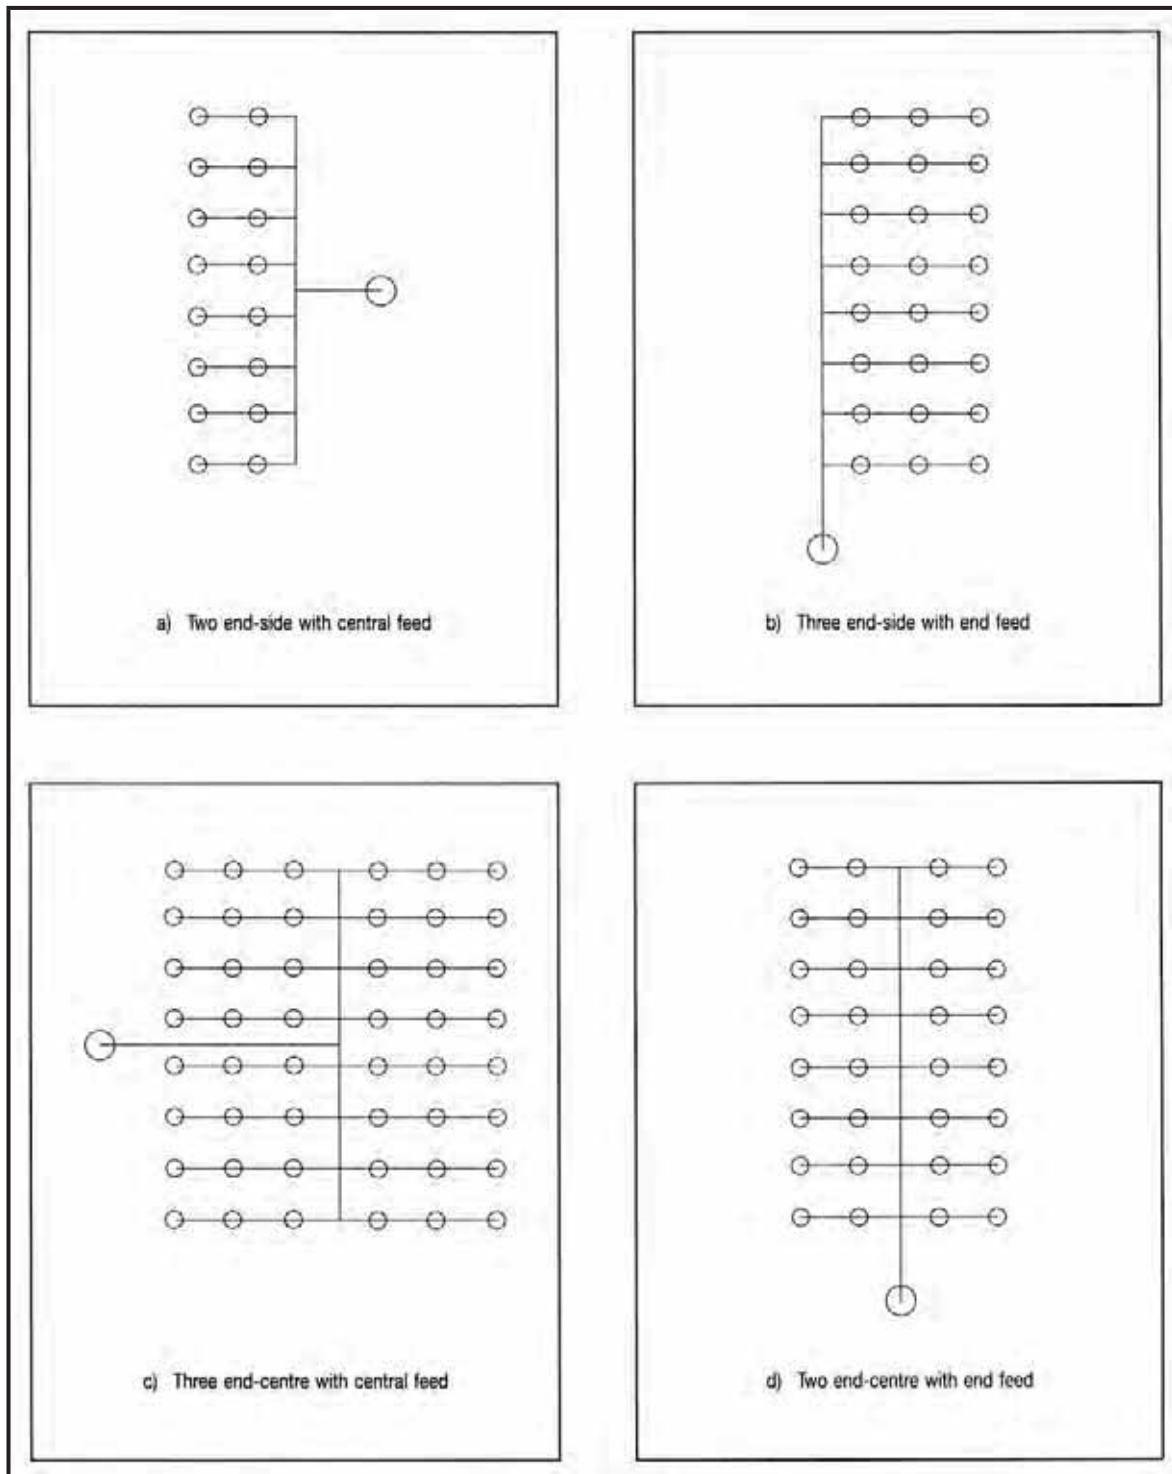 a) Two end-side with central feed
b) Three end-side with end feed
c) Three end-centre with central feed
d) Two end-centre with end feed